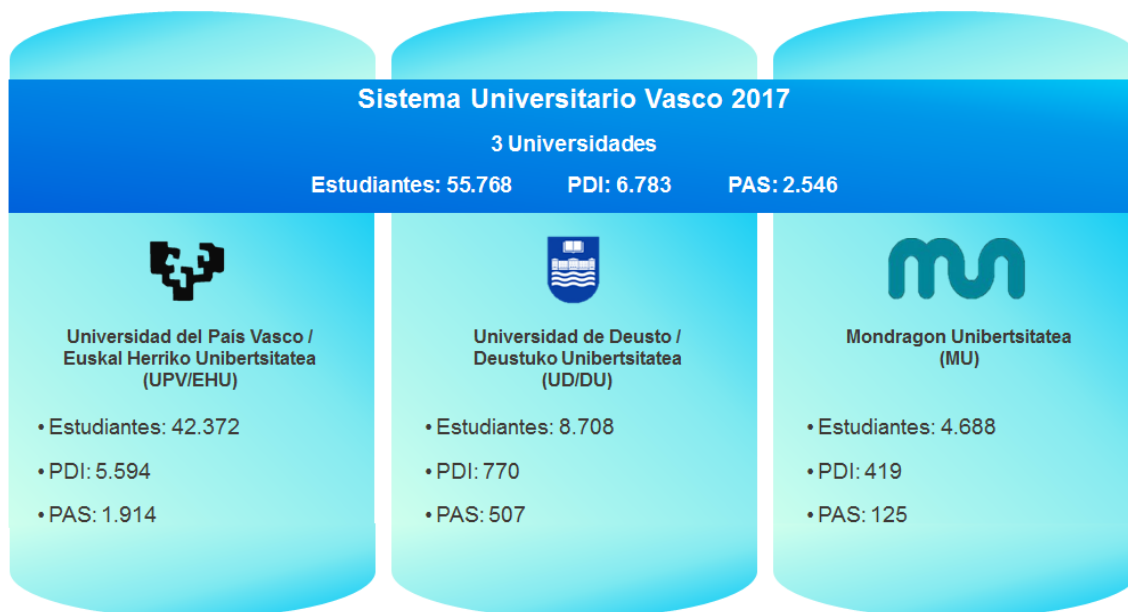 Sistema Universitario Vasco 2017
3 Universidades
Estudiantes: 55.768 PDI: 6.783 PAS: 2.546
Universidad del País Vasco /
Euskal Herriko Unibertsitatea
(UPV/EHU)
• Estudiantes: 42.372
• PDI: 5.594
• PAS: 1.914
Universidad de Deusto /
Deustuko Unibertsitatea
(UD/DU)
• Estudiantes: 8.708
• PDI: 770
• PAS: 507
Mondragon Unibertsitatea
(MU)
• Estudiantes: 4.688
• PDI: 419
• PAS: 125